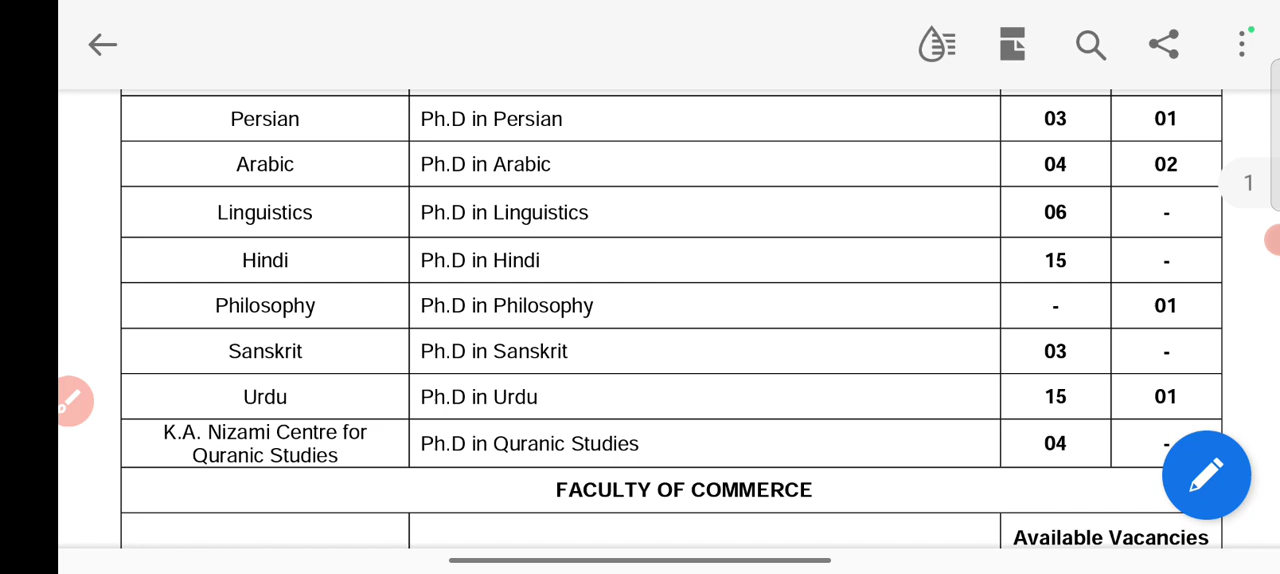 Persian Ph.D in Persian 03 01
Arabic Ph.D in Arabic 04 02
1
Linguistics Ph.D in Linguistics 06 -
Hindi Ph.D in Hindi 15 -
Philosophy Ph.D in Philosophy - 01
Sanskrit Ph.D in Sanskrit 03 -
Urdu Ph.D in Urdu 15 01
K.A. Nizami Centre for
Quranic Studies Ph.D in Quranic Studies 04 -
FACULTY OF COMMERCE
Available Vacancies